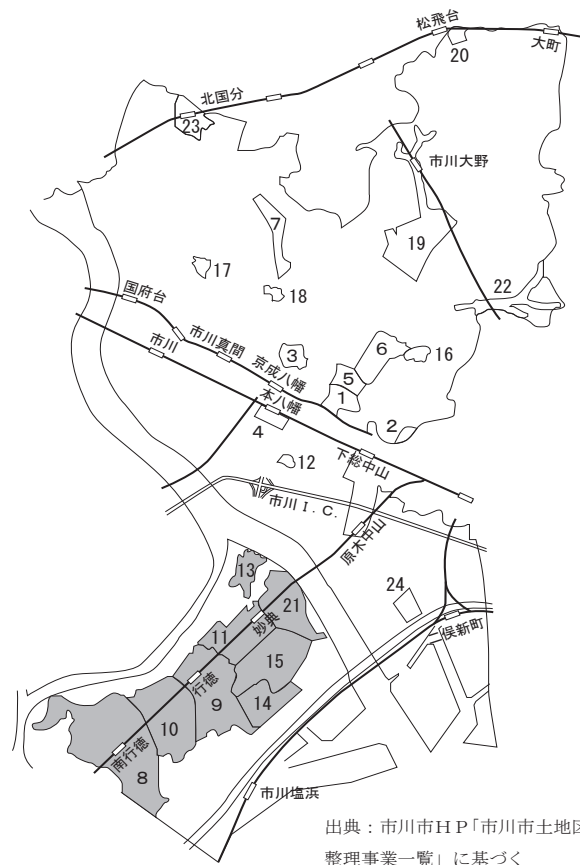 松飛台
大町
20
北国分
23
市川大野
7
19
17
18
22
国府台
市川真間
市川
京成八幡
3
6
16
5
1
本八幡
2
4
下総中山
12
市川Ⅰ.C.
原木中山
13
21
24
妙典
11
俣新町
15
行徳
14
9
10
南行徳
8
市川塩浜
出典：市川市HP「市川市土地区
整理事業一覧」に基づく